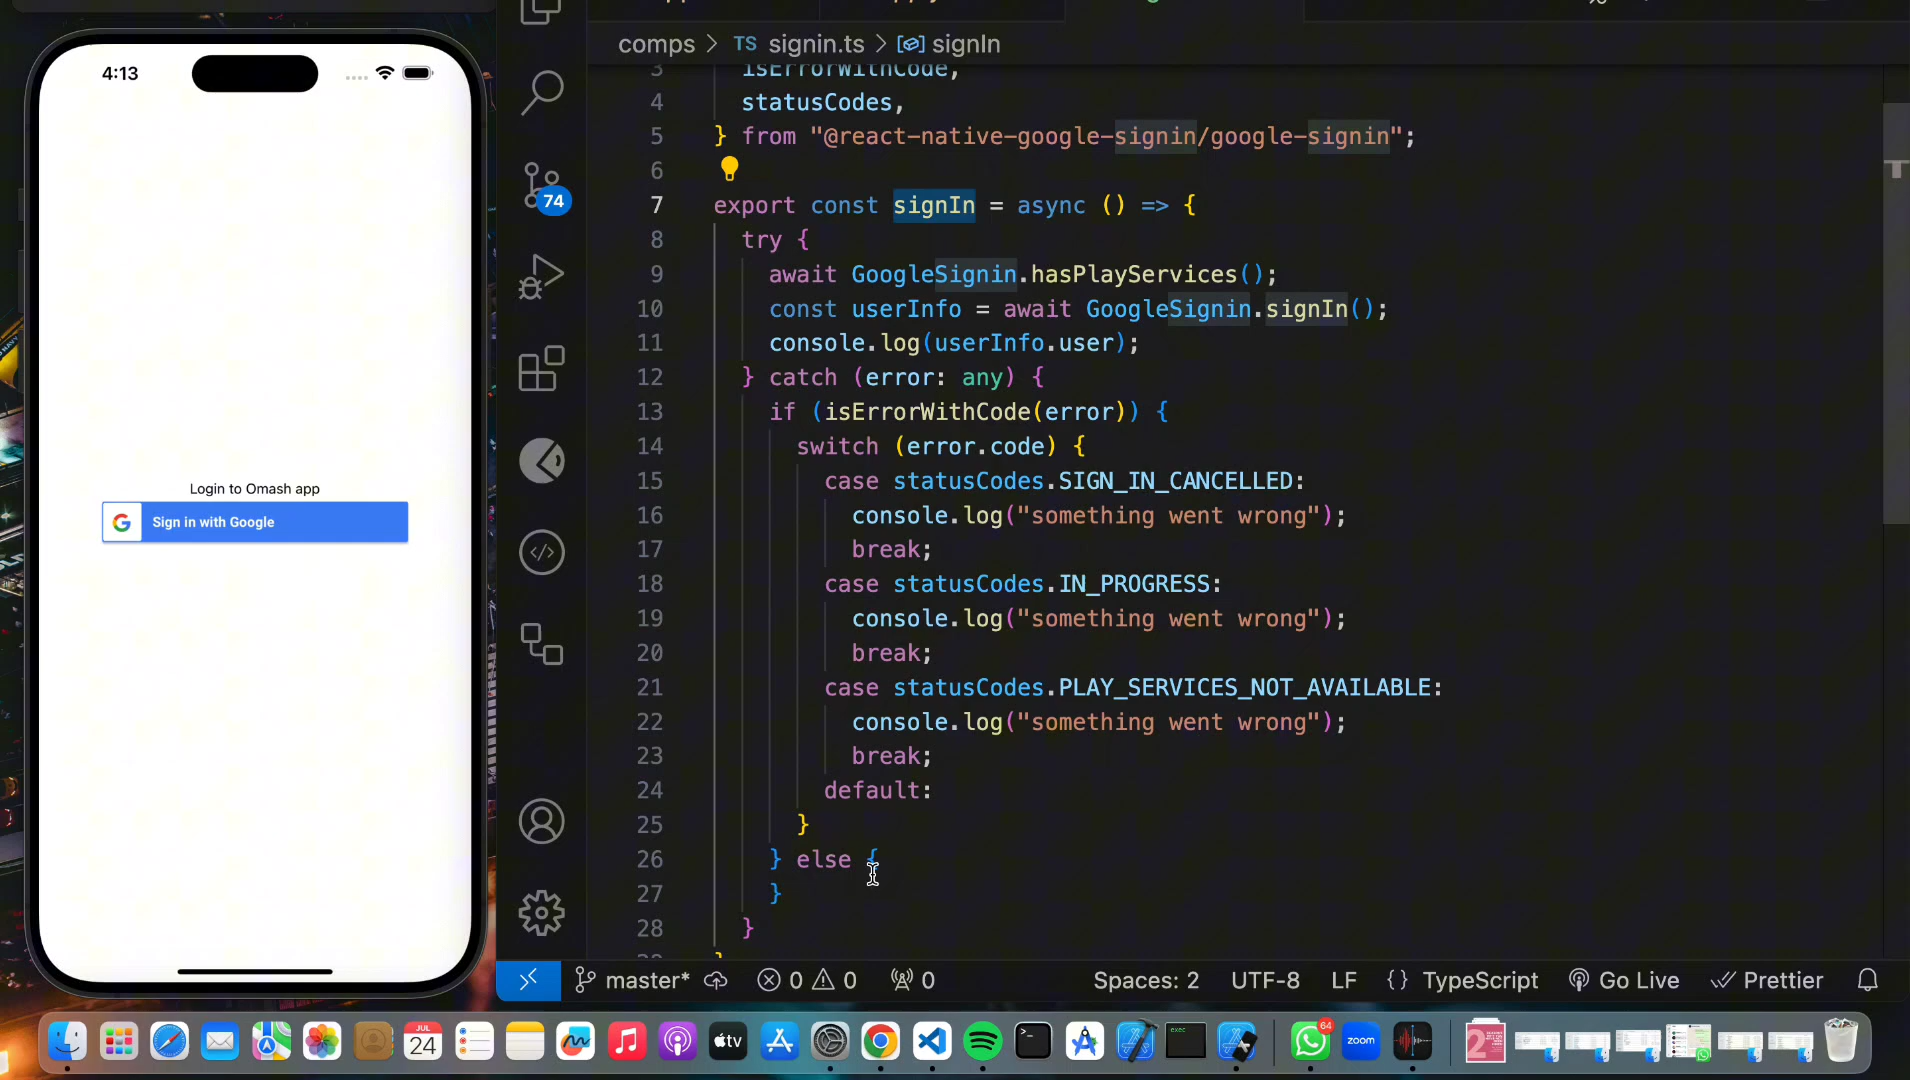 4:13
Login to Omash app
Sign in with Google
74
comps > TS signin.ts > signIn
3 isErrorWithCode,
4 statusCodes,
5 } from "@react-native-google-signin/google-signin";
6
7 export const signIn = async () => {
8 try {
9 await GoogleSignin.hasPlayServices();
10 const userInfo = await GoogleSignin.signIn();
11 console.log(userInfo.user);
12 } catch (error: any) {
13 if (isErrorWithCode(error)) {
14 switch (error.code) {
15 case statusCodes.SIGN_IN_CANCELLED:
16 console.log("something went wrong");
17 break;
18 case statusCodes.IN_PROGRESS:
19 console.log("something went wrong");
20 break;
21 case statusCodes.PLAY_SERVICES_NOT_AVAILABLE:
22 console.log("something went wrong");
23 break;
24 default:
25 }
26 } else {
27 }
28 }
master* 0 0 0 Spaces: 2 UTF-8 LF {} TypeScript Go Live Prettier
JUL
24
tv
exec
64
zoom
2